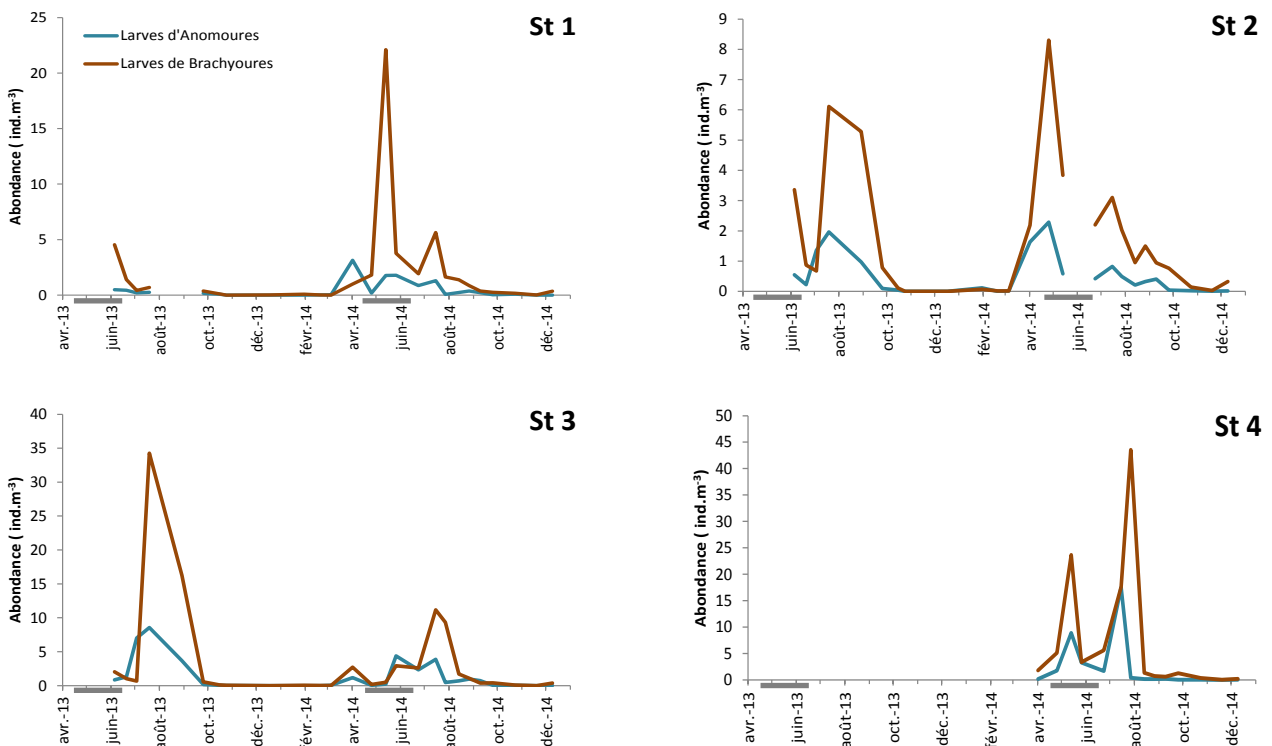 St 1
Larves d'Anomoures
Larves de Brachyoures
Abondance ( ind.m⁻³)
25
20
15
10
5
0
avr.-13
juin-13
août-13
oct.-13
déc.-13
févr.-14
avr.-14
juin-14
août-14
oct.-14
déc.-14
St 2
Abondance ( ind.m⁻³)
9
8
7
6
5
4
3
2
1
0
avr.-13
juin-13
août-13
oct.-13
déc.-13
févr.-14
avr.-14
juin-14
août-14
oct.-14
déc.-14
St 3
Abondance ( ind.m⁻³)
40
35
30
25
20
15
10
5
0
avr.-13
juin-13
août-13
oct.-13
déc.-13
févr.-14
avr.-14
juin-14
août-14
oct.-14
déc.-14
St 4
Abondance ( ind.m⁻³)
50
45
40
35
30
25
20
15
10
5
0
avr.-13
juin-13
août-13
oct.-13
déc.-13
févr.-14
avr.-14
juin-14
août-14
oct.-14
déc.-14